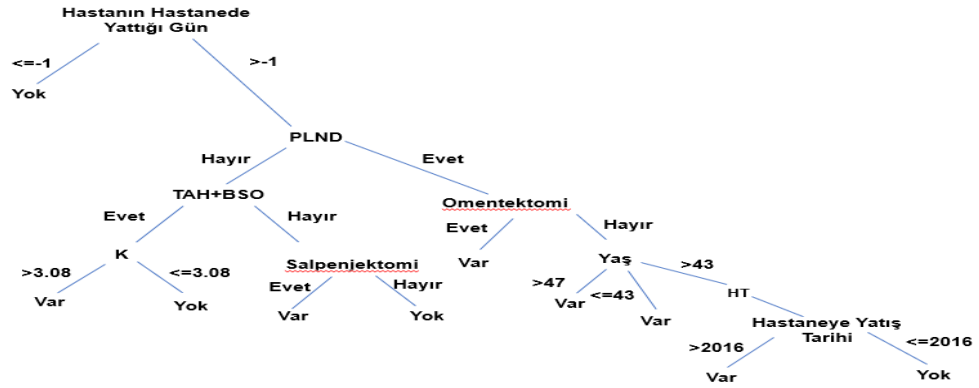 Hastanın Hastanede
Yattığı Gün
<=-1
>-1
Yok
PLND
Hayır
Evet
TAH+BSO
Omentektomi
Evet
Hayır
Evet
Hayır
K
Salpenjektomi
Var
Yaş
>3.08
<=3.08
Evet
Hayır
>47
<=43
>43
Var
Yok
Var
Yok
Var
Var
HT
Hastaneye Yatış
Tarihi
>2016
<=2016
Var
Yok